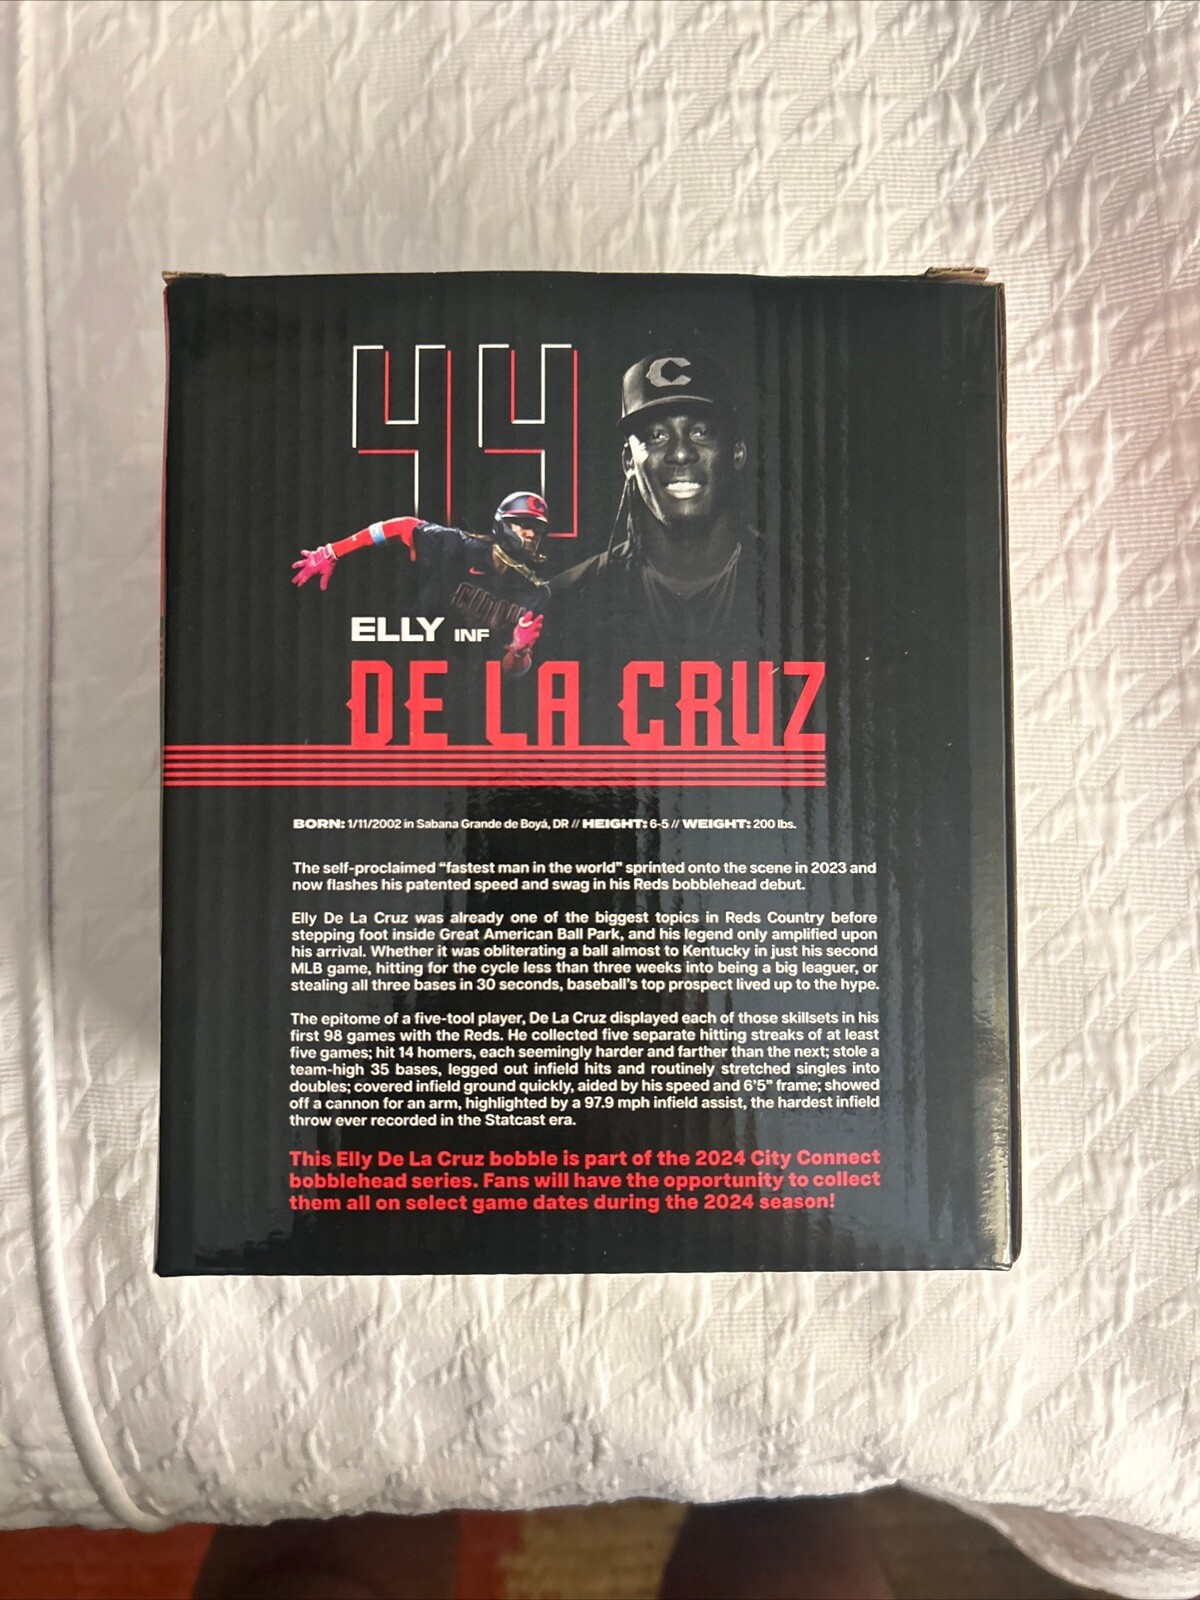 44
C
C
CINCY
ELLY INF
DE LA CRUZ
BORN: 1/11/2002 in Sabana Grande de Boyá, DR // HEIGHT: 6-5 // WEIGHT: 200 lbs.
The self-proclaimed “fastest man in the world” sprinted onto the scene in 2023 and
now flashes his patented speed and swag in his Reds bobblehead debut.
Elly De La Cruz was already one of the biggest topics in Reds Country before
stepping foot inside Great American Ball Park, and his legend only amplified upon
his arrival. Whether it was obliterating a ball almost to Kentucky in just his second
MLB game, hitting for the cycle less than three weeks into being a big leaguer, or
stealing all three bases in 30 seconds, baseball’s top prospect lived up to the hype.
The epitome of a five-tool player, De La Cruz displayed each of those skillsets in his
first 98 games with the Reds. He collected five separate hitting streaks of at least
five games; hit 14 homers, each seemingly harder and farther than the next; stole a
team-high 35 bases, legged out infield hits and routinely stretched singles into
doubles; covered infield ground quickly, aided by his speed and 6’5” frame; showed
off a cannon for an arm, highlighted by a 97.9 mph infield assist, the hardest infield
throw ever recorded in the Statcast era.
This Elly De La Cruz bobble is part of the 2024 City Connect
bobblehead series. Fans will have the opportunity to collect
them all on select game dates during the 2024 season!